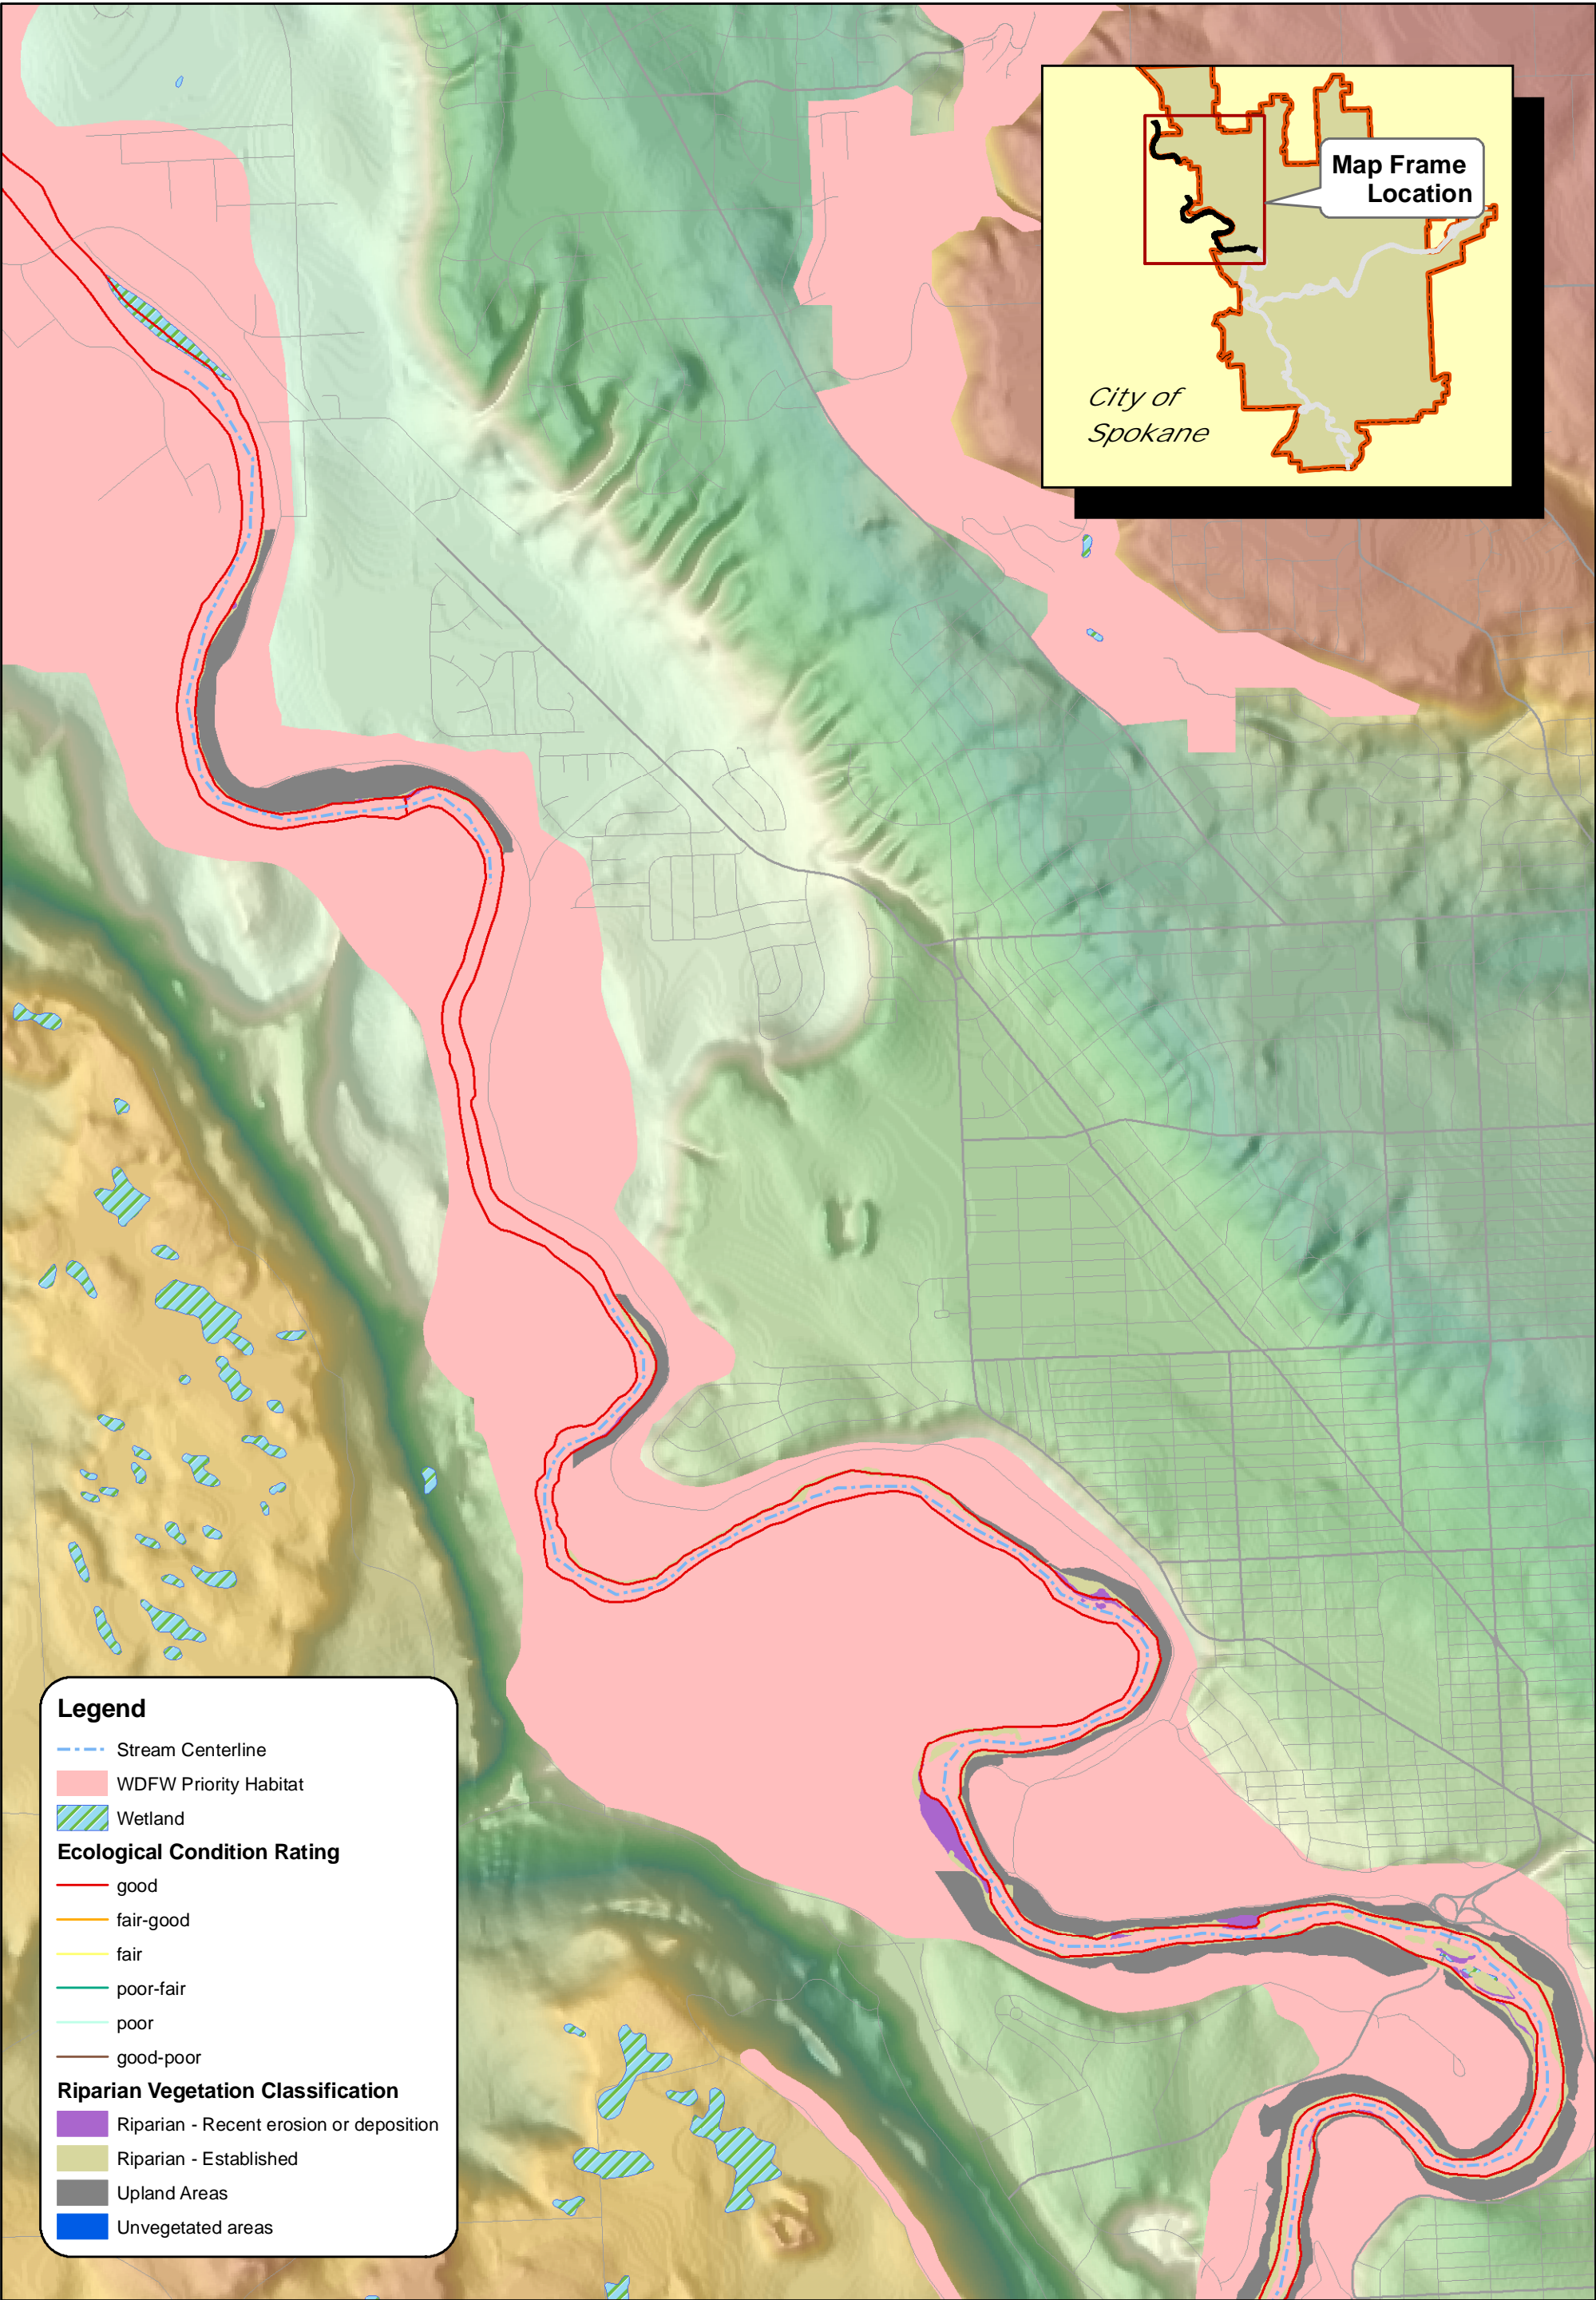 Map Frame
Location
City of
Spokane
Legend
Stream Centerline
WDFW Priority Habitat
Wetland
Ecological Condition Rating
good
fair-good
fair
poor-fair
poor
good-poor
Riparian Vegetation Classification
Riparian - Recent erosion or deposition
Riparian - Established
Upland Areas
Unvegetated areas